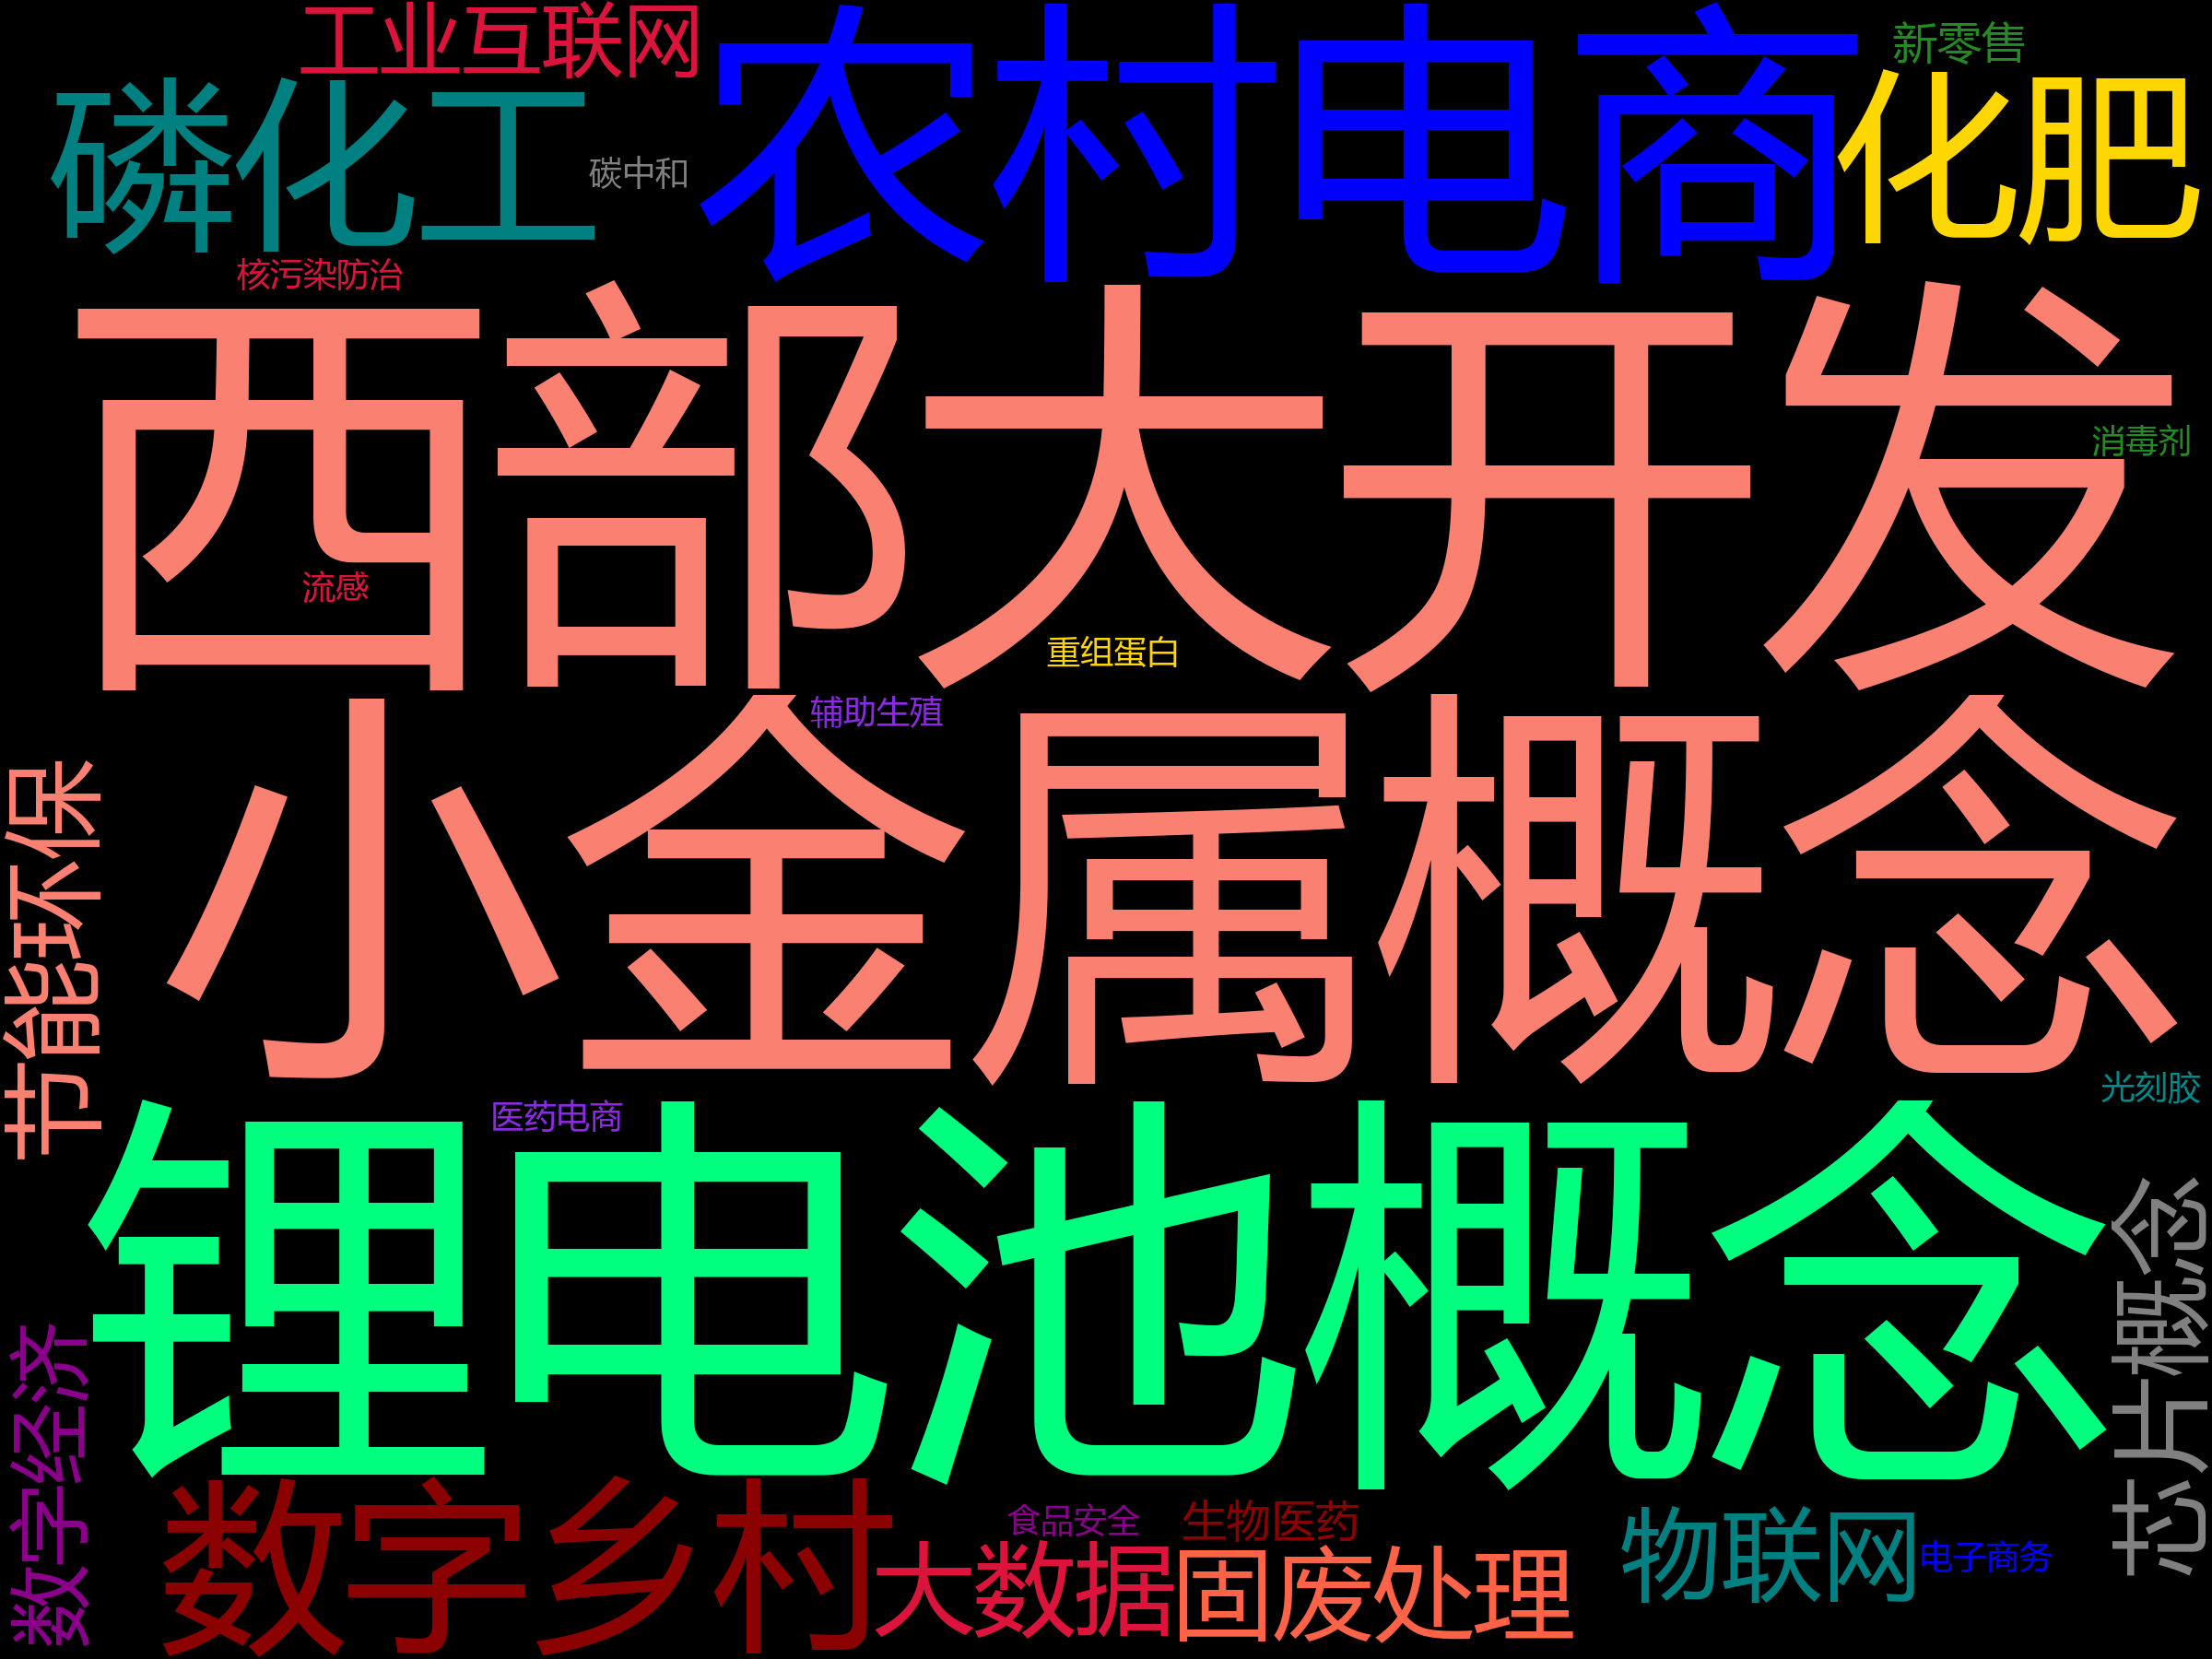 工业互联网
新零售
磷化工
农村电商
化肥
碳中和
核污染防治
西部大开发
消毒剂
流感
重组蛋白
辅助生殖
小金属概念
节能环保
光刻胶
医药电商
锂电池概念
芯片概念
数字经济
数字乡村
食品安全
生物医药
大数据
固废处理
物联网
电子商务